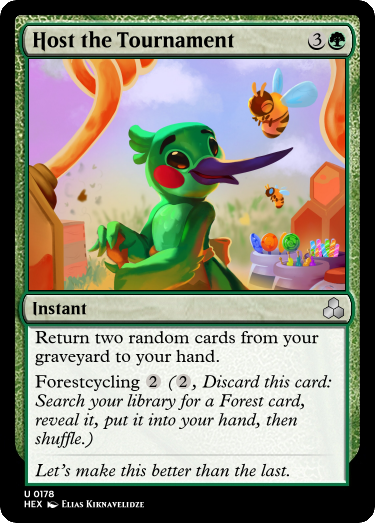 Host the Tournament 3
Instant
Return two random cards from your
graveyard to your hand.
Forestcycling 2 (2, Discard this card:
Search your library for a Forest card,
reveal it, put it into your hand, then
shuffle.)
Let's make this better than the last.
U 0178
HEX Elias Kiknavelidze